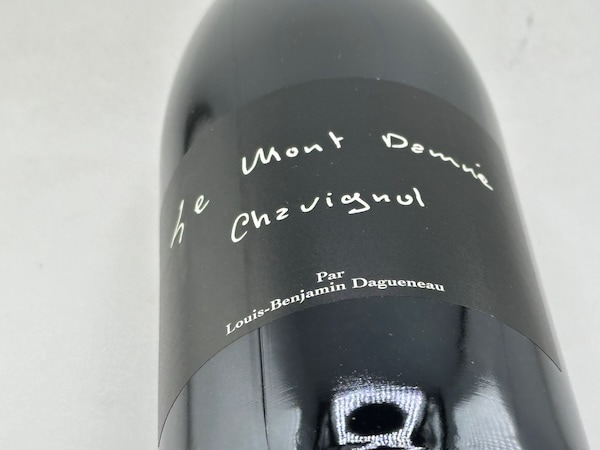 Le Mont Damné
Chavignol
Par
Louis-Benjamin Dagueneau